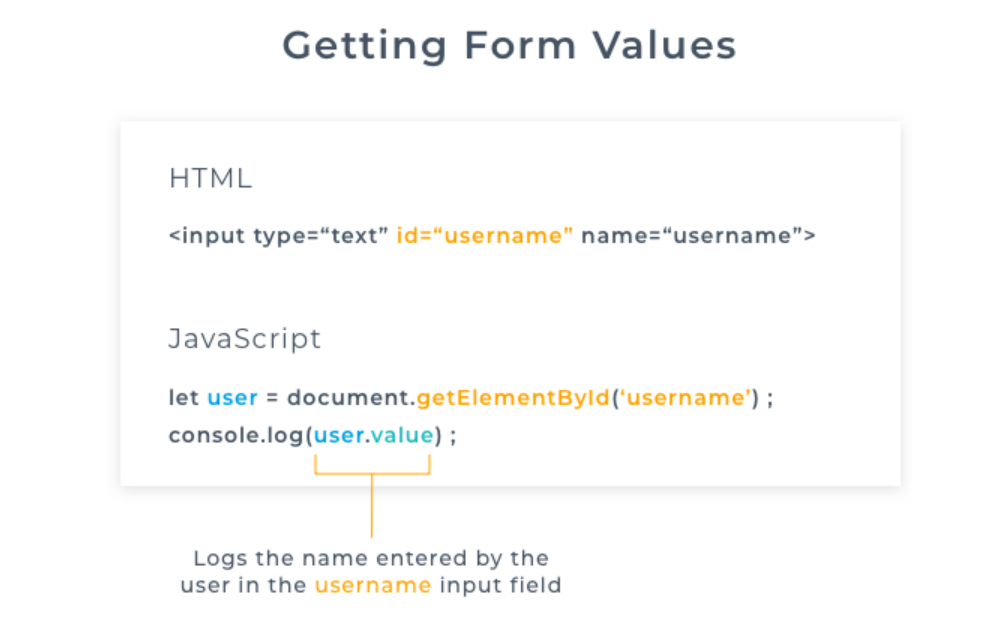 Getting Form Values
HTML
<input type=“text” id=“username” name=“username”>
JavaScript
let user = document.getElementById(‘username’) ;
console.log(user.value) ;
Logs the name entered by the
user in the username input field